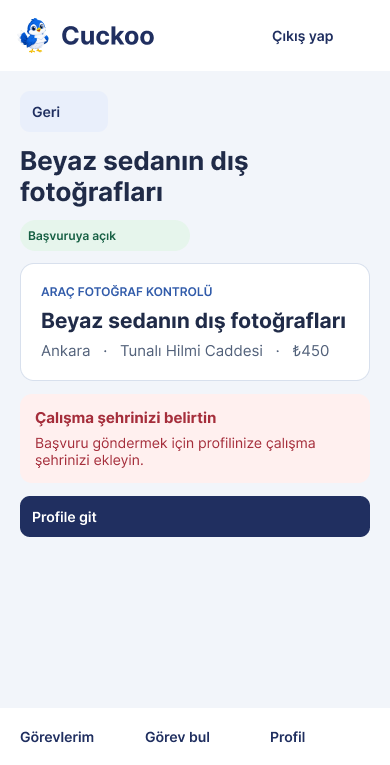 Cuckoo
Çıkış yap
Geri
Beyaz sedanın dış
fotoğrafları
Başvuruya açık
ARAÇ FOTOĞRAF KONTROLÜ
Beyaz sedanın dış fotoğrafları
Ankara · Tunalı Hilmi Caddesi · ₺450
Çalışma şehrinizi belirtin
Başvuru göndermek için profilinize çalışma
şehrinizi ekleyin.
Profile git
Görevlerim
Görev bul
Profil